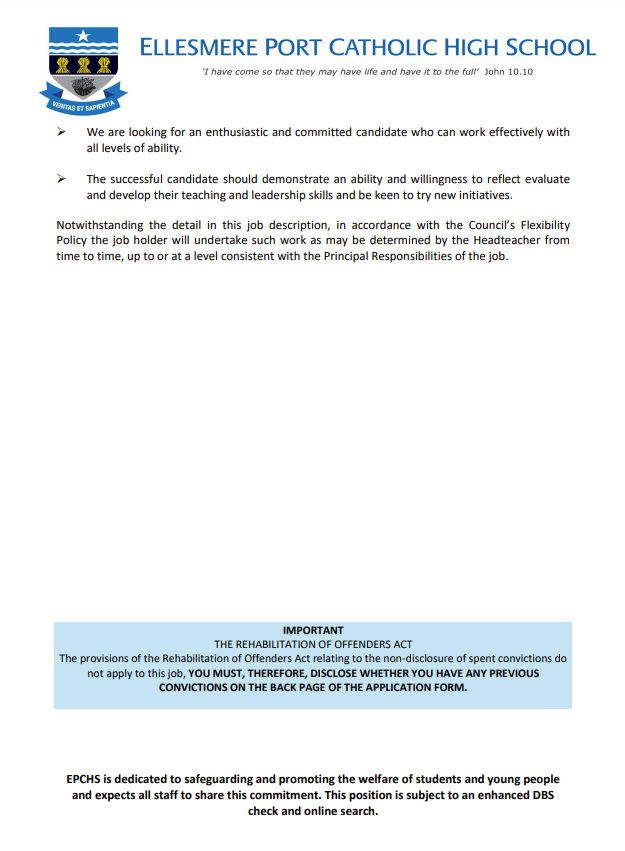 ELLESMERE PORT CATHOLIC HIGH SCHOOL
'I have come so that they may have life and have it to the full' John 10.10
VERITAS ET SAPIENTIA
➢ We are looking for an enthusiastic and committed candidate who can work effectively with
all levels of ability.
➢ The successful candidate should demonstrate an ability and willingness to reflect evaluate
and develop their teaching and leadership skills and be keen to try new initiatives.
Notwithstanding the detail in this job description, in accordance with the Council's Flexibility
Policy the job holder will undertake such work as may be determined by the Headteacher from
time to time, up to or at a level consistent with the Principal Responsibilities of the job.
IMPORTANT
THE REHABILITATION OF OFFENDERS ACT
The provisions of the Rehabilitation of Offenders Act relating to the non-disclosure of spent convictions do
not apply to this job, YOU MUST, THEREFORE, DISCLOSE WHETHER YOU HAVE ANY PREVIOUS
CONVICTIONS ON THE BACK PAGE OF THE APPLICATION FORM.
EPCHS is dedicated to safeguarding and promoting the welfare of students and young people
and expects all staff to share this commitment. This position is subject to an enhanced DBS
check and online search.